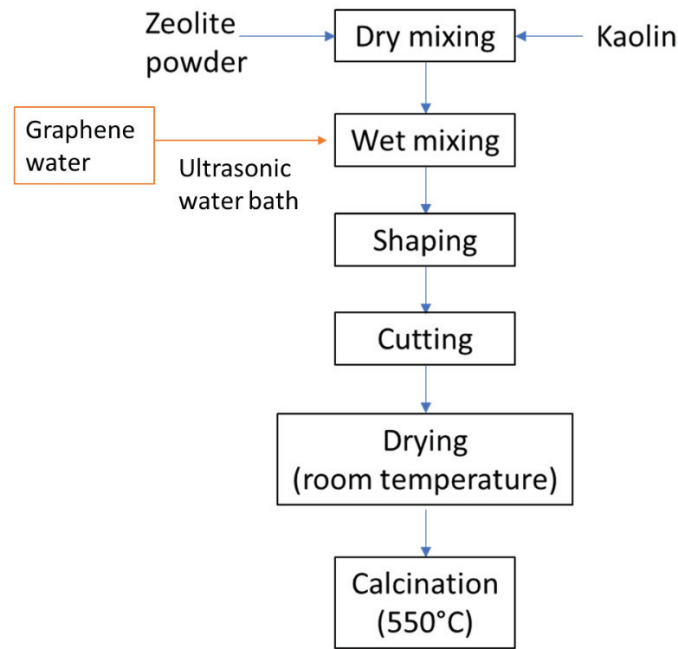 Zeolite
powder
Dry mixing
Kaolin
Graphene
water
Ultrasonic
water bath
Wet mixing
Shaping
Cutting
Drying
(room temperature)
Calcination
(550°C)